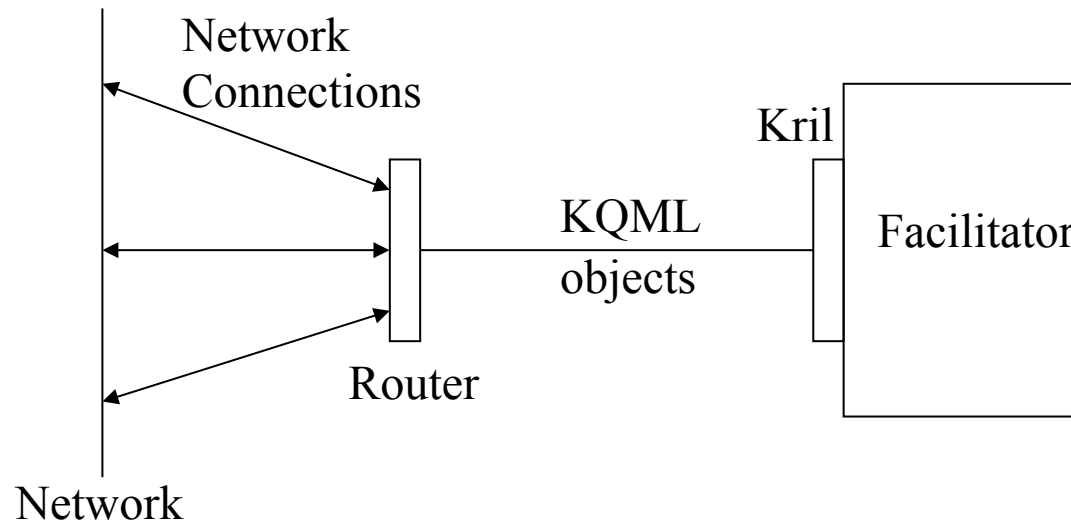 Network
Connections
Kril
KQML
objects
Facilitator
Router
Network